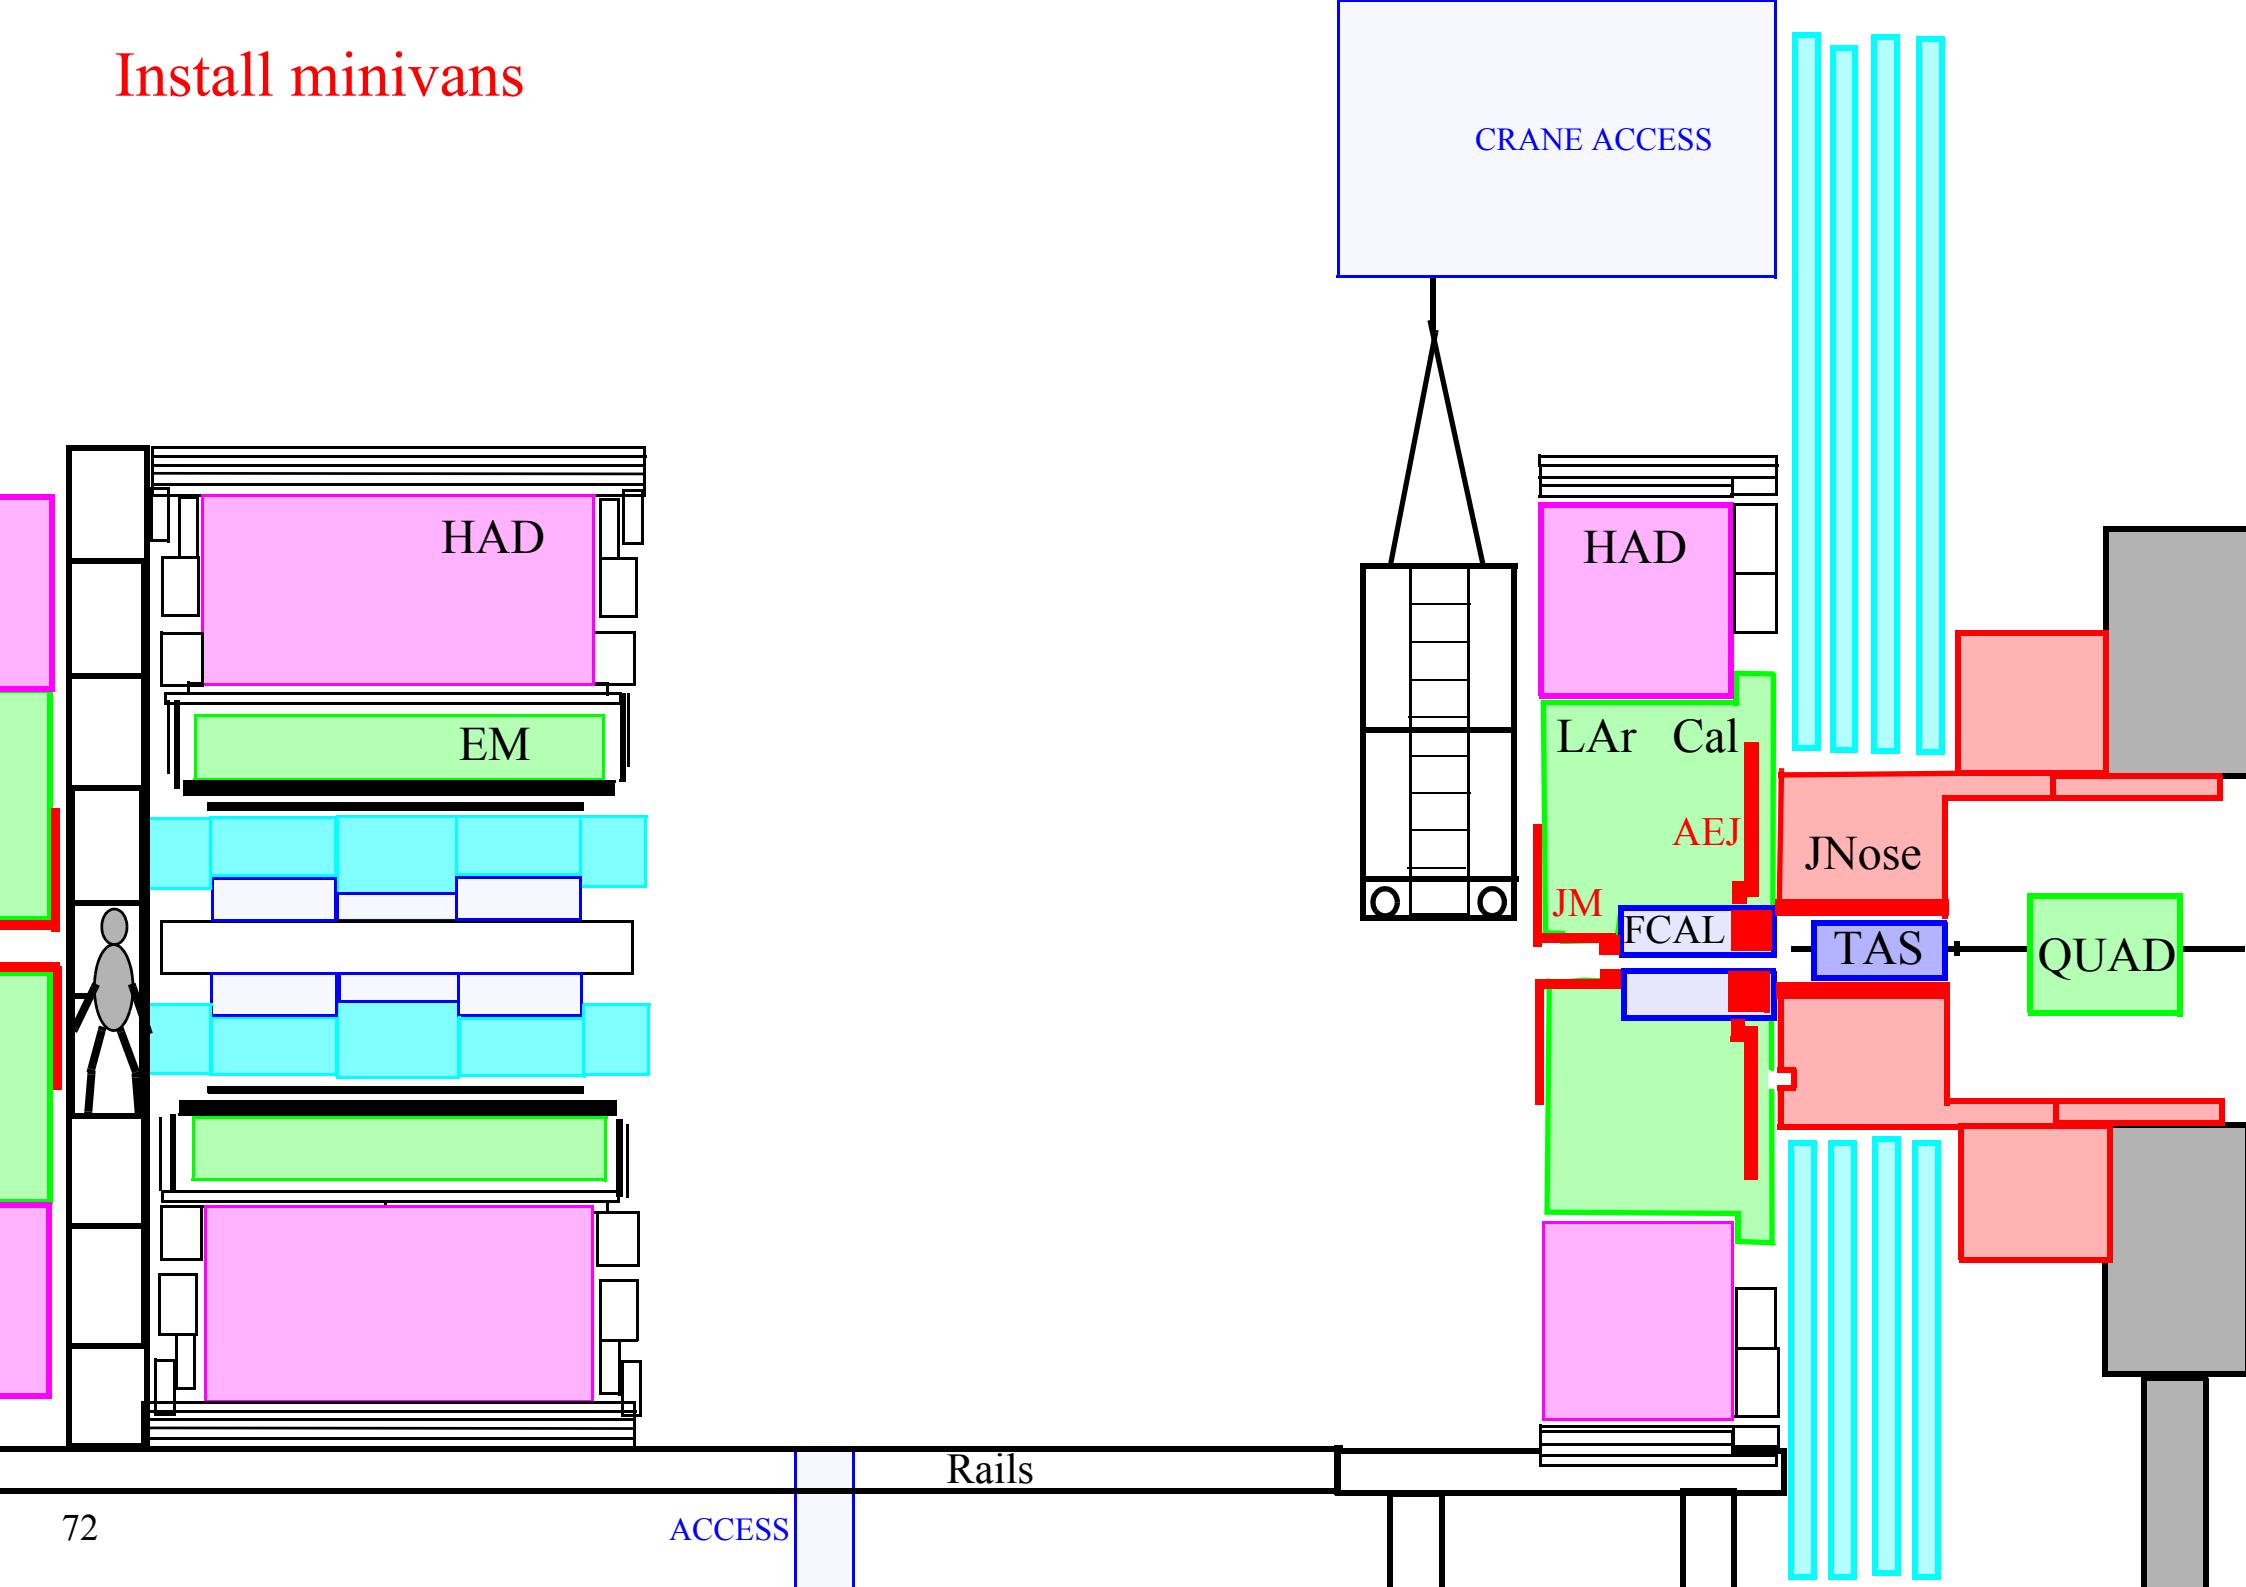 Install minivans
CRANE ACCESS
HAD
HAD
EM
LAr Cal
AEJ
JNose
JM
FCAL
TAS
QUAD
Rails
72
ACCESS